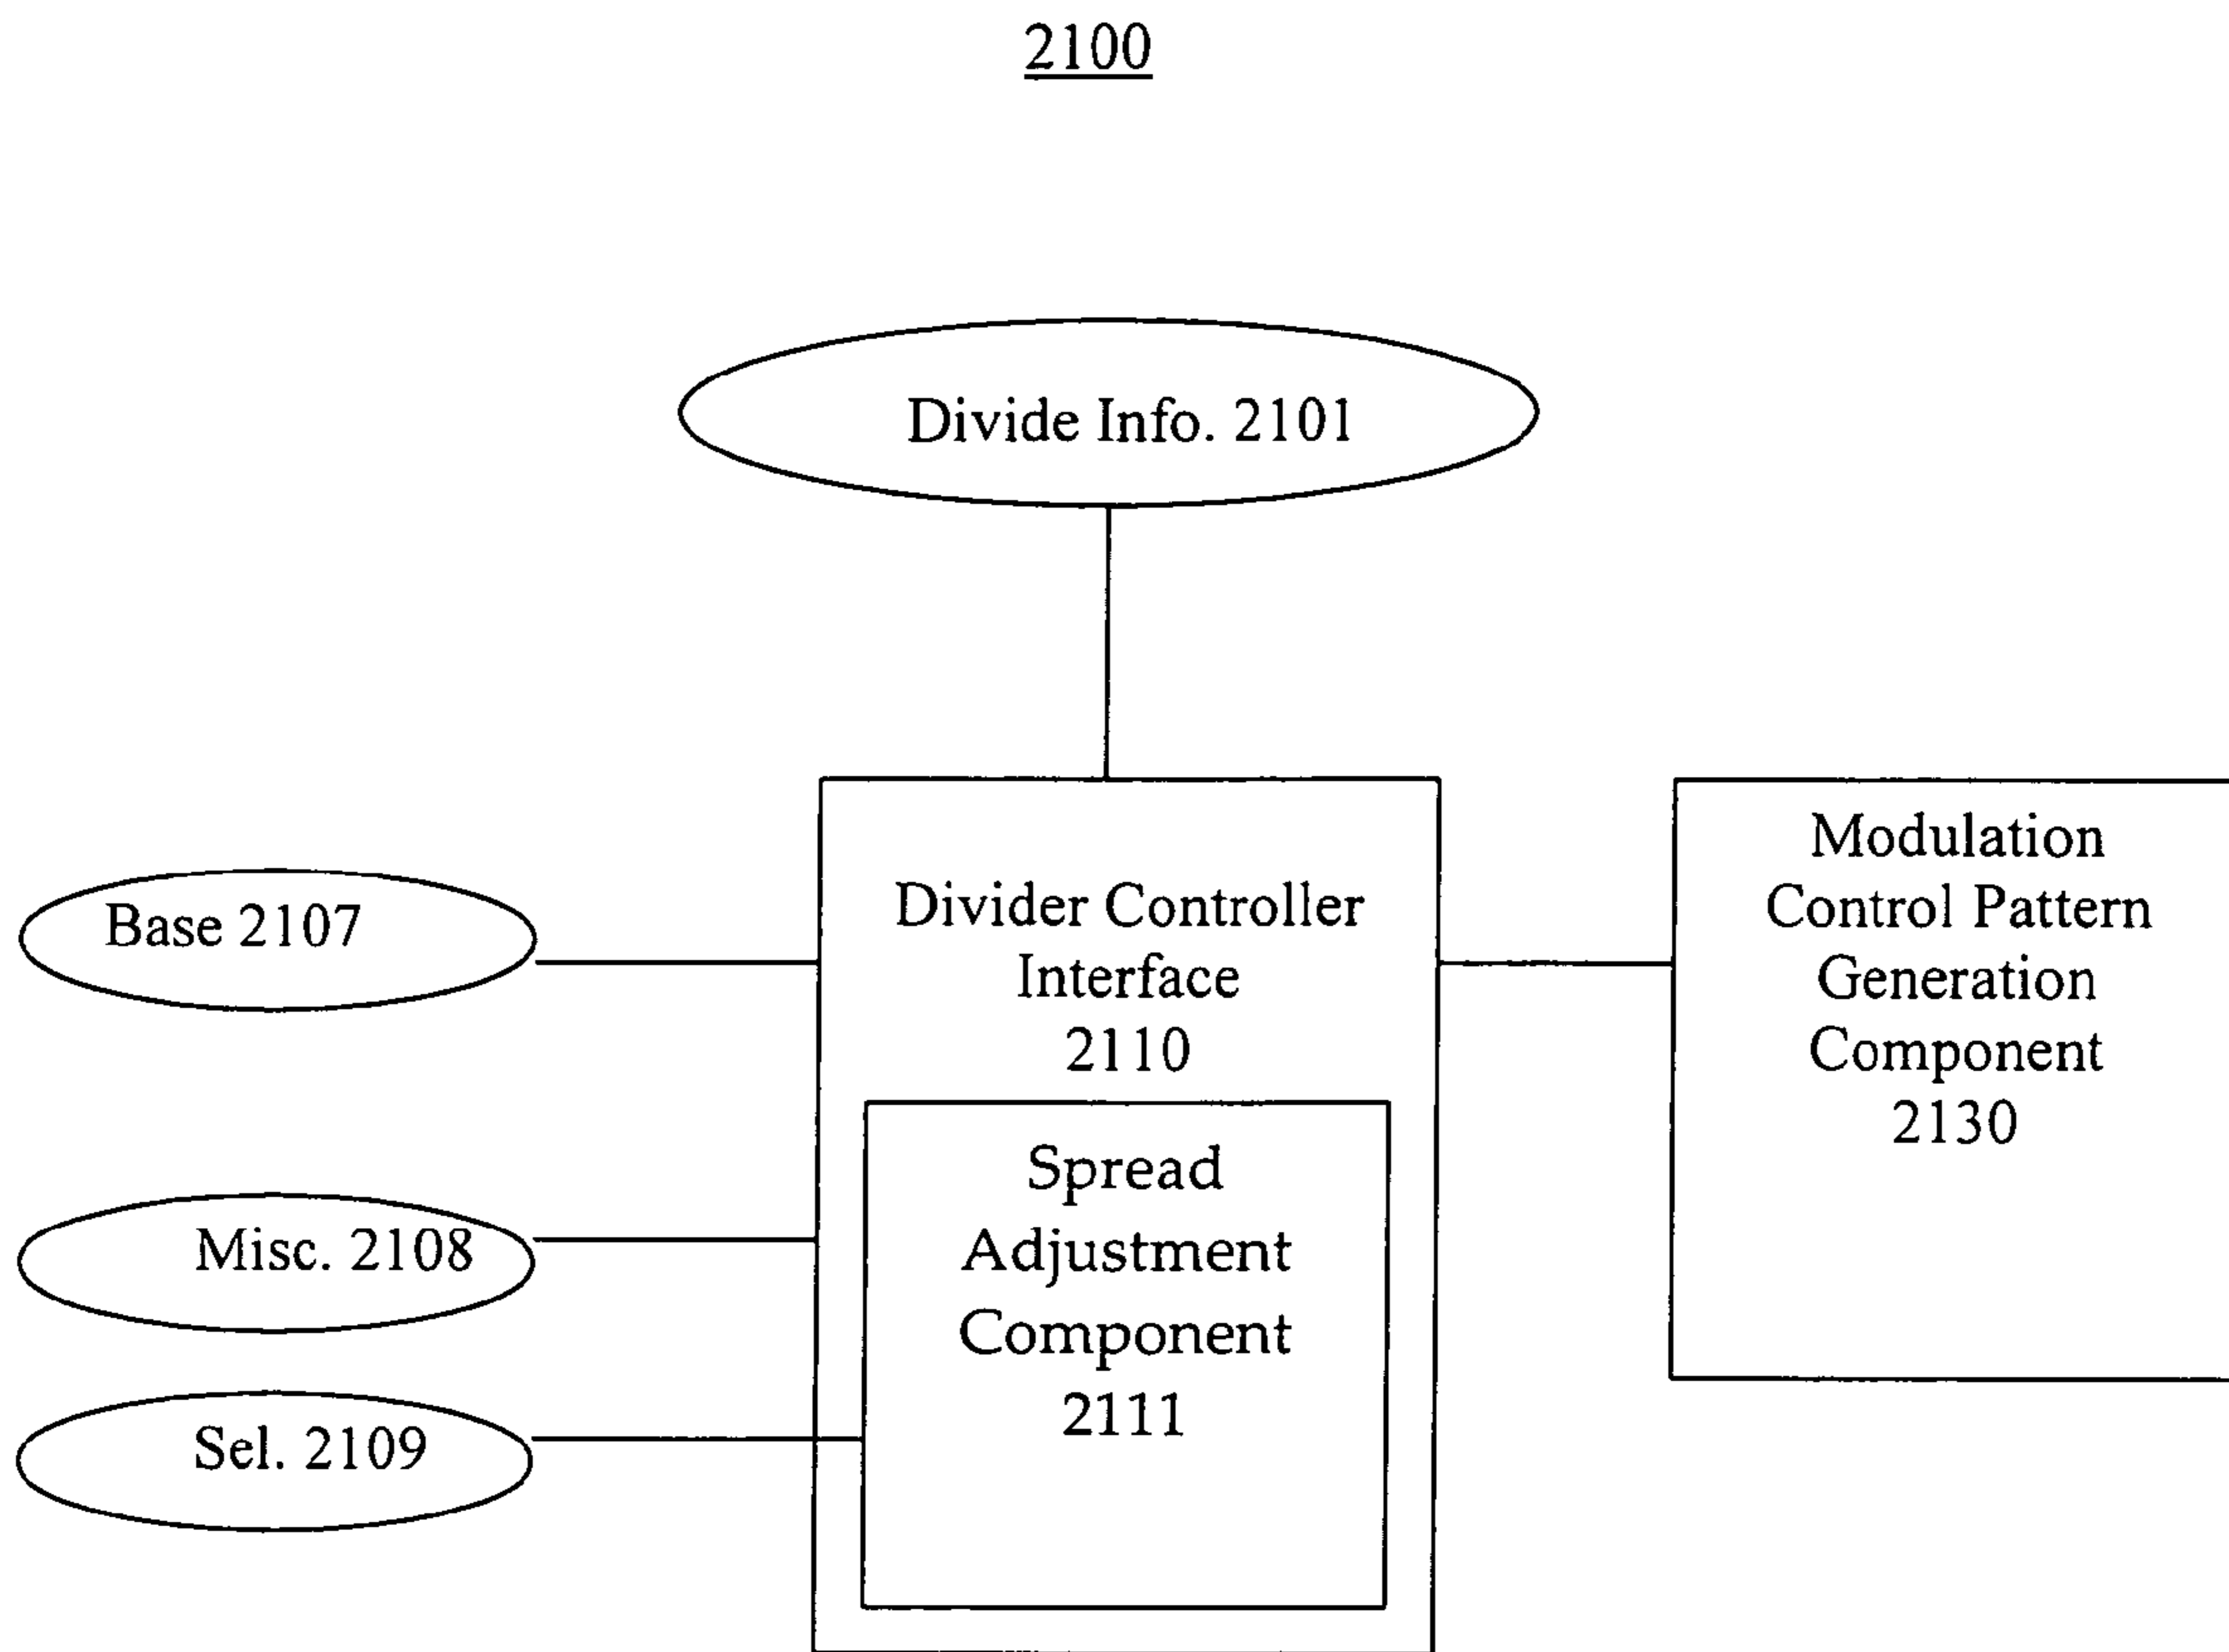 2100
Divide Info. 2101
Base 2107
Misc. 2108
Sel. 2109
Divider Controller
Interface
2110
Spread
Adjustment
Component
2111
Modulation
Control Pattern
Generation
Component
2130